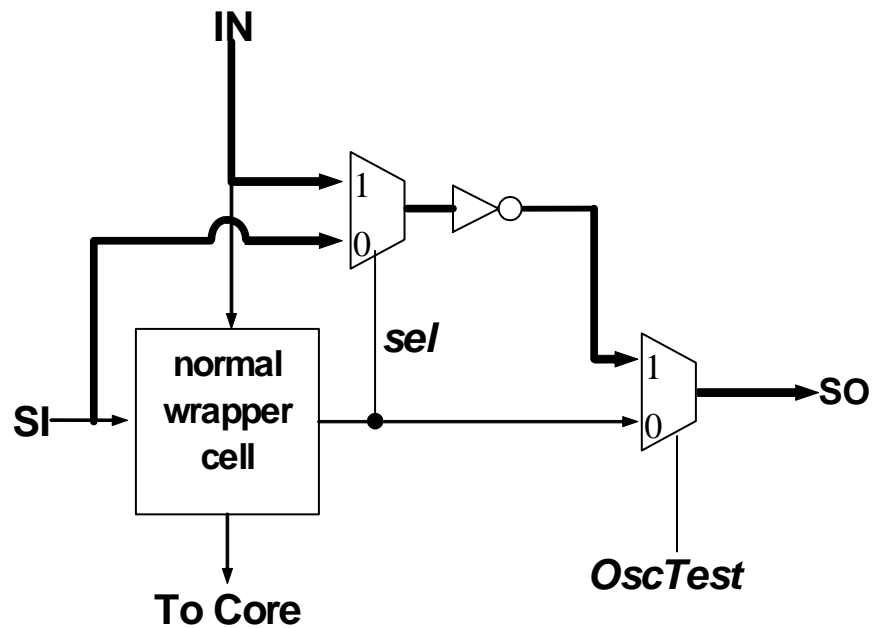 IN
1
0
sel
normal
wrapper
cell
SI
1
0
SO
OscTest
To Core